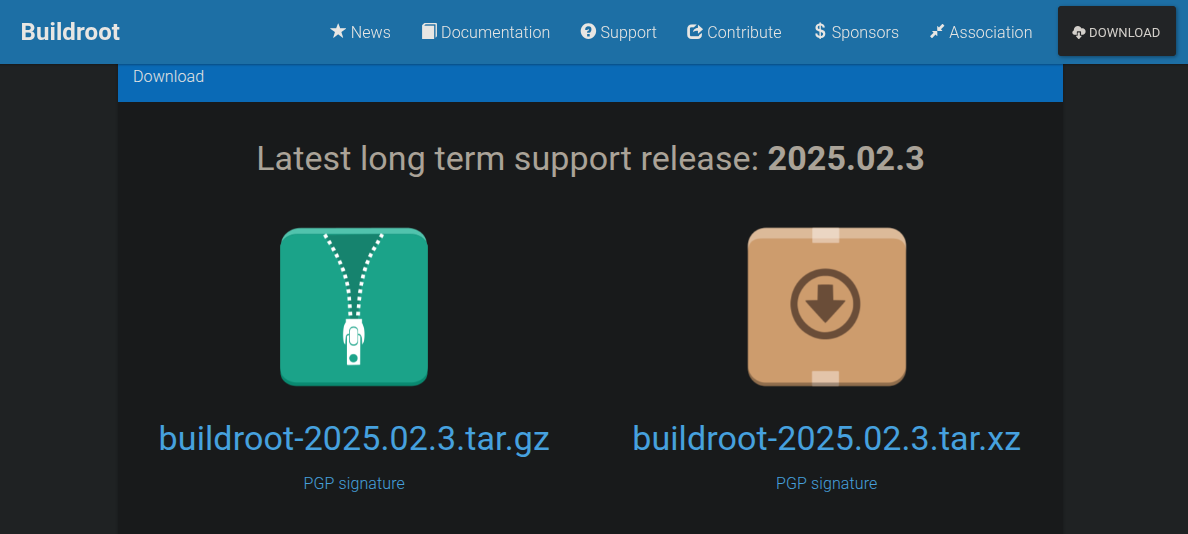 Buildroot
News
Documentation
Support
Contribute
Sponsors
Association
DOWNLOAD
Download
Latest long term support release: 2025.02.3
buildroot-2025.02.3.tar.gz
PGP signature
buildroot-2025.02.3.tar.xz
PGP signature